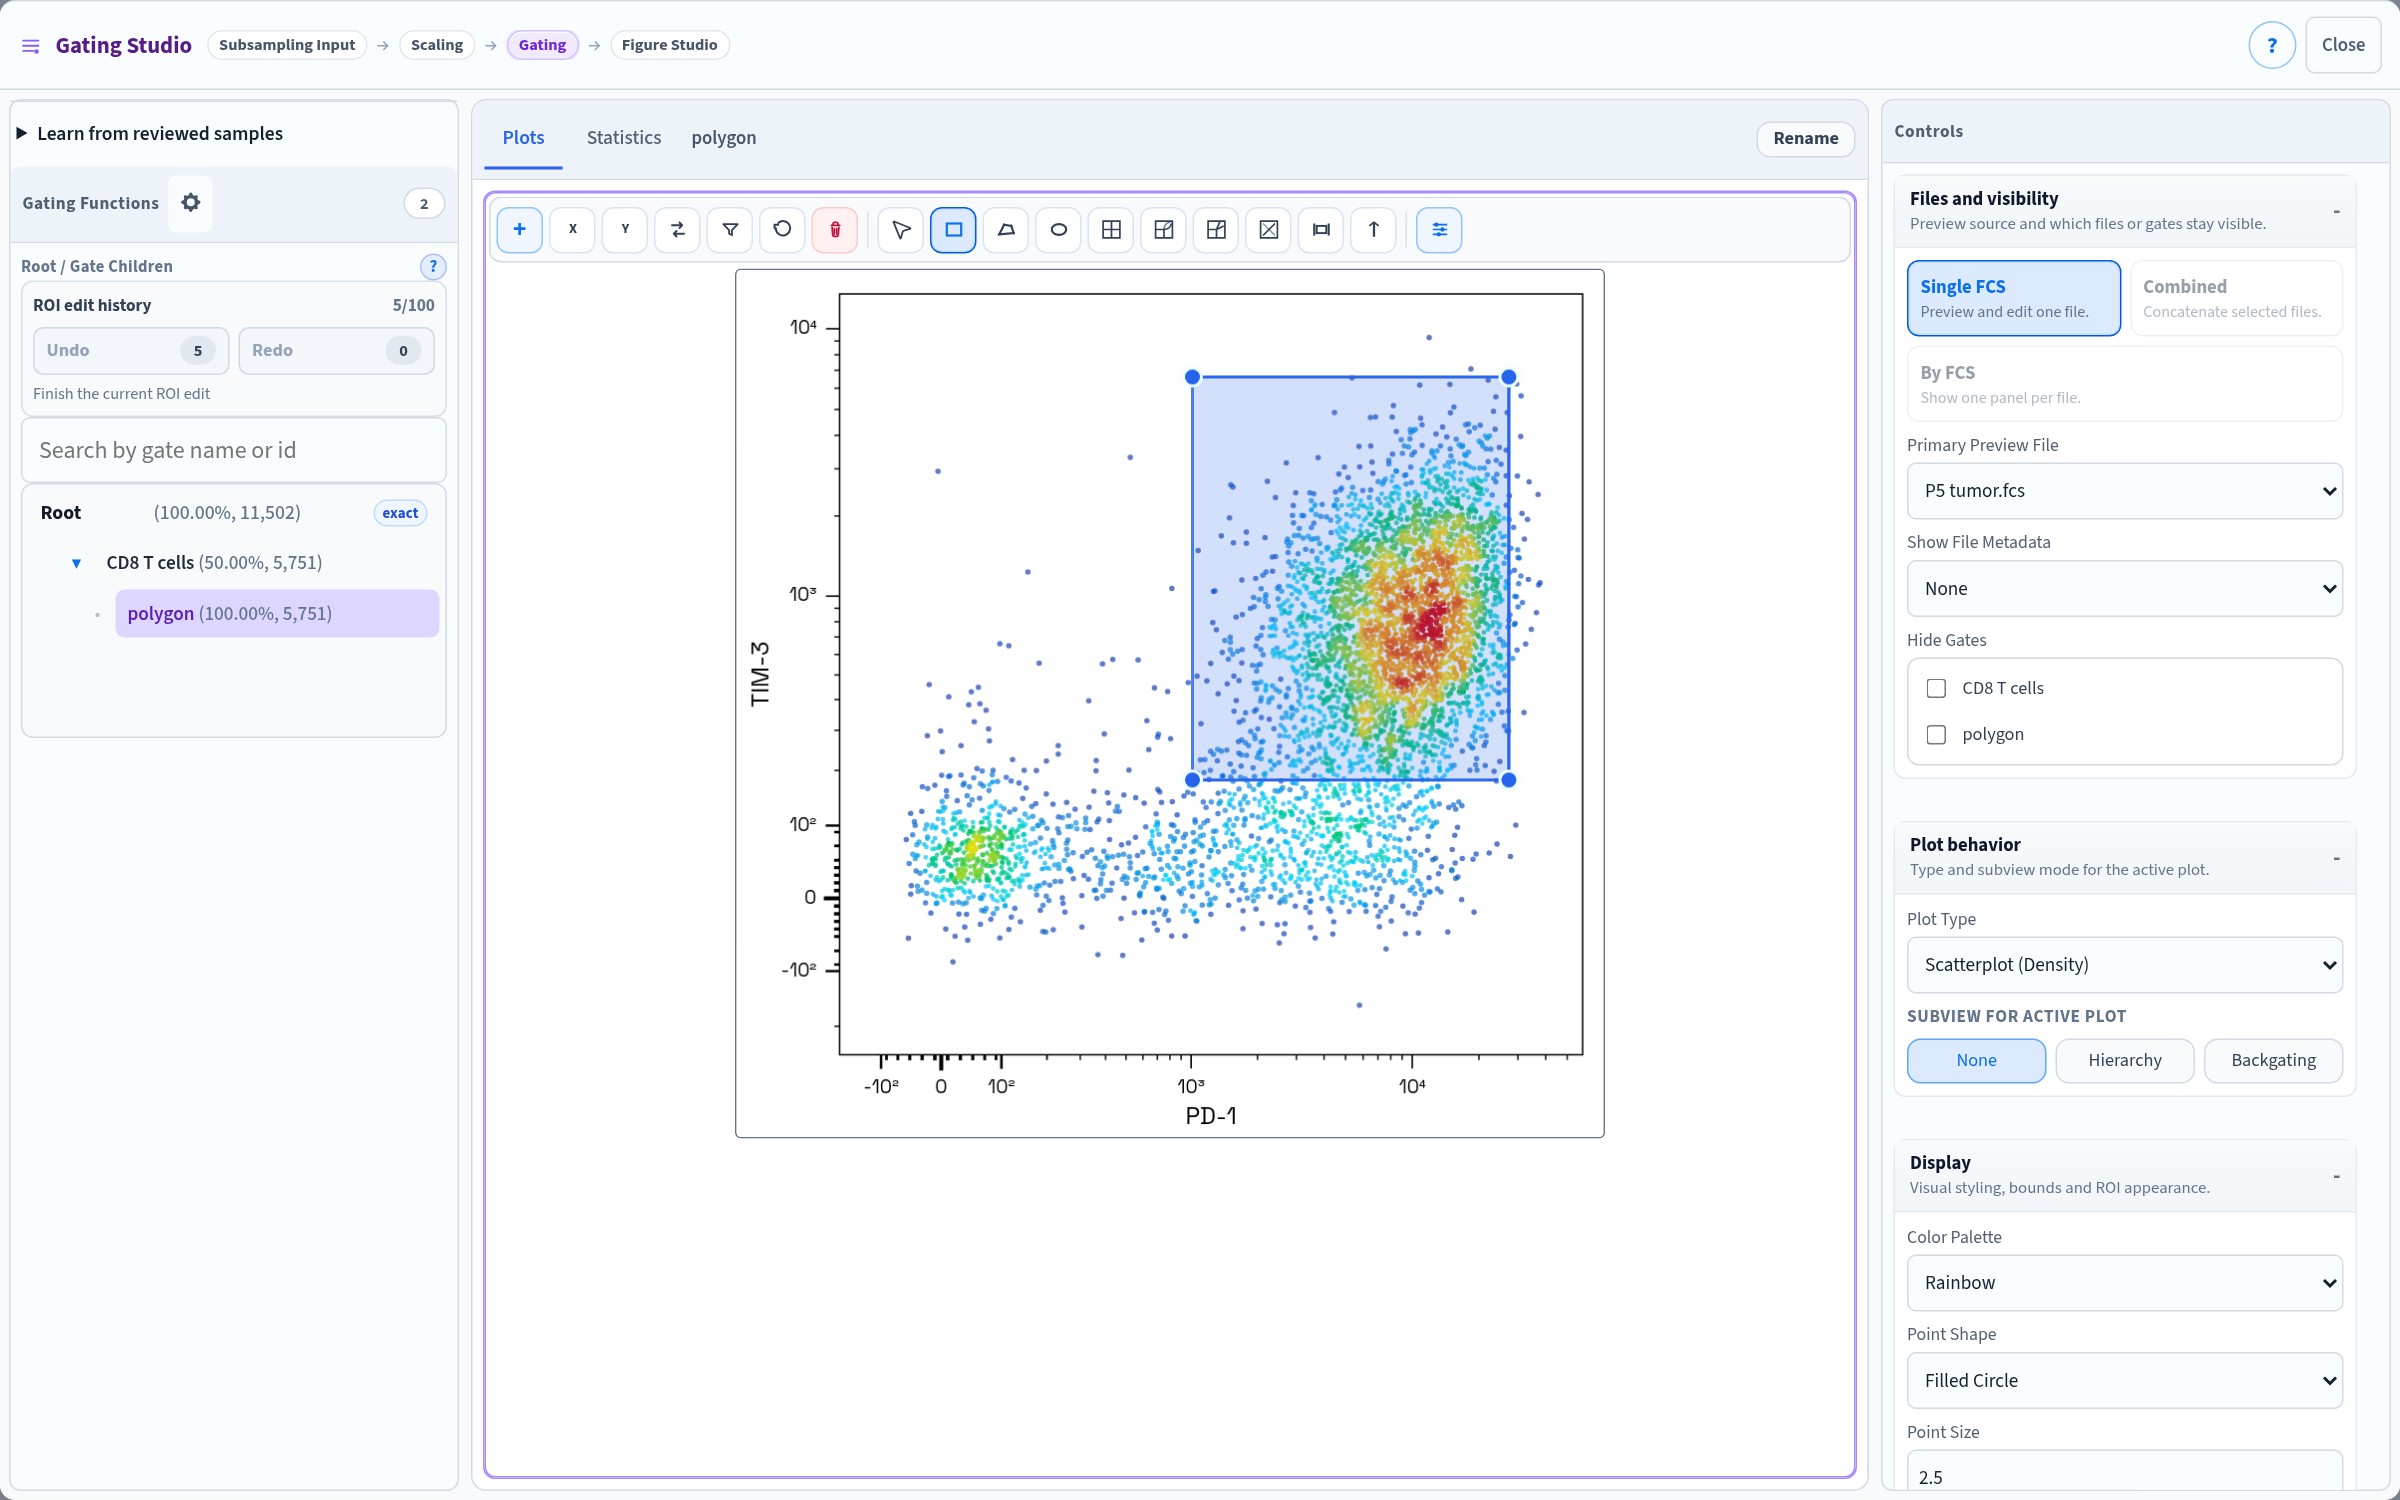 Gating Studio
Subsampling Input → Scaling → Gating → Figure Studio
?
Close
Learn from reviewed samples
Gating Functions
2
Root / Gate Children
?
ROI edit history
5/100
Undo 5
Redo 0
Finish the current ROI edit
Search by gate name or id
Root (100.00%, 11,502) exact
CD8 T cells (50.00%, 5,751)
polygon (100.00%, 5,751)
Plots
Statistics
polygon
Rename
+
X
Y
10⁴
10³
10²
0
-10²
TIM-3
-10²
0
10²
10³
10⁴
PD-1
Controls
Files and visibility
Preview source and which files or gates stay visible.
-
Single FCS
Preview and edit one file.
Combined
Concatenate selected files.
By FCS
Show one panel per file.
Primary Preview File
P5 tumor.fcs
Show File Metadata
None
Hide Gates
CD8 T cells
polygon
Plot behavior
Type and subview mode for the active plot.
-
Plot Type
Scatterplot (Density)
SUBVIEW FOR ACTIVE PLOT
None
Hierarchy
Backgating
Display
Visual styling, bounds and ROI appearance.
-
Color Palette
Rainbow
Point Shape
Filled Circle
Point Size
2.5